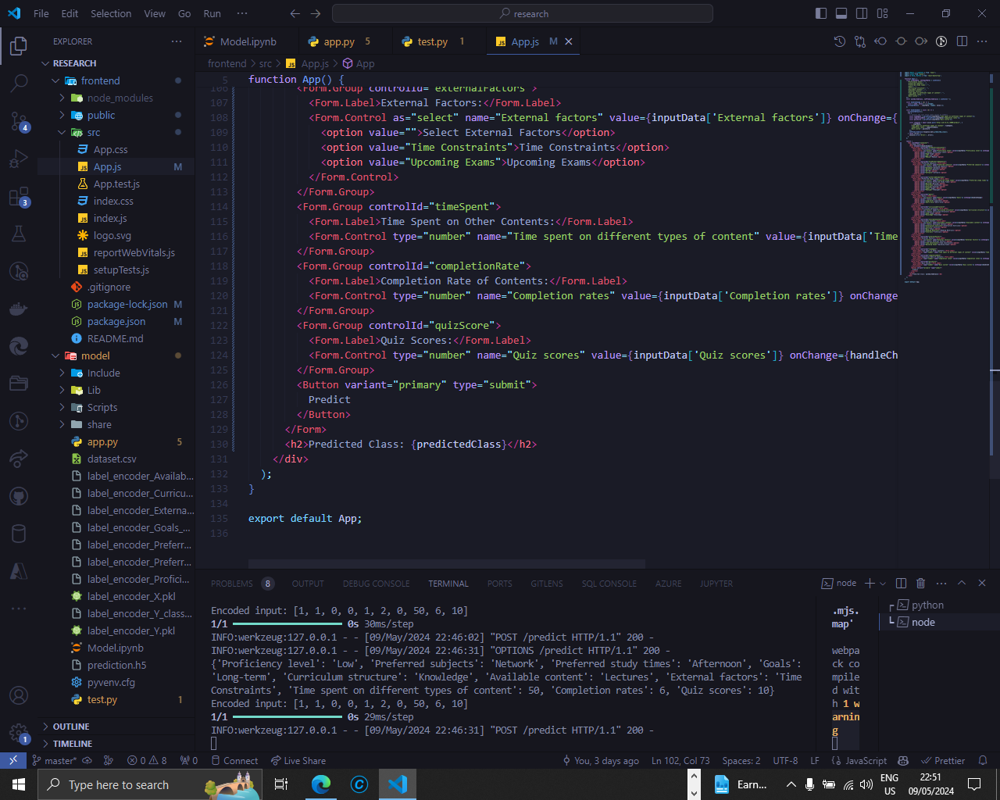 File Edit Selection View Go Run ··· research
EXPLORER ···
RESEARCH
frontend
node_modules
public
4
src
App.css
App.js M
App.test.js
index.css
3
index.js
logo.svg
reportWebVitals.js
setupTests.js
.gitignore
package-lock.json M
package.json M
README.md
model
Include
Lib
Scripts
share
app.py 5
dataset.csv
label_encoder_Availab...
label_encoder_Curricu...
label_encoder_Externa...
label_encoder_Goals_...
label_encoder_Preferr...
label_encoder_Preferr...
label_encoder_Profici...
label_encoder_X.pkl
label_encoder_Y_class...
label_encoder_Y.pkl
Model.ipynb
prediction.h5
pyvenv.cfg
test.py 1
OUTLINE
1
TIMELINE
Model.ipynb app.py 5 test.py 1 JS App.js M
frontend > src > JS App.js > App
5 function App() {
106 <Form.Group controlId="externalFactors">
107 <Form.Label>External Factors:</Form.Label>
108 <Form.Control as="select" name="External factors" value={inputData['External factors']} onChange={
109 <option value="">Select External Factors</option>
110 <option value="Time Constraints">Time Constraints</option>
111 <option value="Upcoming Exams">Upcoming Exams</option>
112 </Form.Control>
113 </Form.Group>
114 <Form.Group controlId="timeSpent">
115 <Form.Label>Time Spent on Other Contents:</Form.Label>
116 <Form.Control type="number" name="Time spent on different types of content" value={inputData['Time
117 </Form.Group>
118 <Form.Group controlId="completionRate">
119 <Form.Label>Completion Rate of Contents:</Form.Label>
120 <Form.Control type="number" name="Completion rates" value={inputData['Completion rates']} onChange
121 </Form.Group>
122 <Form.Group controlId="quizScore">
123 <Form.Label>Quiz Scores:</Form.Label>
124 <Form.Control type="number" name="Quiz scores" value={inputData['Quiz scores']} onChange={handleCh
125 </Form.Group>
126 <Button variant="primary" type="submit">
127 Predict
128 </Button>
129 </Form>
130 <h2>Predicted Class: {predictedClass}</h2>
131 </div>
132 );
133 }
134
135 export default App;
136
PROBLEMS 8 OUTPUT DEBUG CONSOLE TERMINAL PORTS GITLENS SQL CONSOLE AZURE JUPYTER node
Encoded input: [1, 1, 0, 0, 1, 2, 0, 50, 6, 10]
1/1 0s 30ms/step
INFO:werkzeug:127.0.0.1 - - [09/May/2024 22:46:02] "POST /predict HTTP/1.1" 200 -
INFO:werkzeug:127.0.0.1 - - [09/May/2024 22:46:31] "OPTIONS /predict HTTP/1.1" 200 -
{'Proficiency level': 'Low', 'Preferred subjects': 'Network', 'Preferred study times': 'Afternoon', 'Goals':
'Long-term', 'Curriculum structure': 'Knowledge', 'Available content': 'Lectures', 'External factors': 'Time
Constraints', 'Time spent on different types of content': 50, 'Completion rates': 6, 'Quiz scores': 10}
Encoded input: [1, 1, 0, 0, 1, 2, 0, 50, 6, 10]
1/1 0s 29ms/step
INFO:werkzeug:127.0.0.1 - - [09/May/2024 22:46:31] "POST /predict HTTP/1.1" 200 -
.mjs.
map'
webpa
ck co
mpile
d wit
h 1 w
arnin
g
python
node
master* 0 8 0 Connect Live Share You, 3 days ago Ln 102, Col 73 Spaces: 2 UTF-8 LF JavaScript Prettier
Type here to search Earn... ENG
US
22:51
09/05/2024